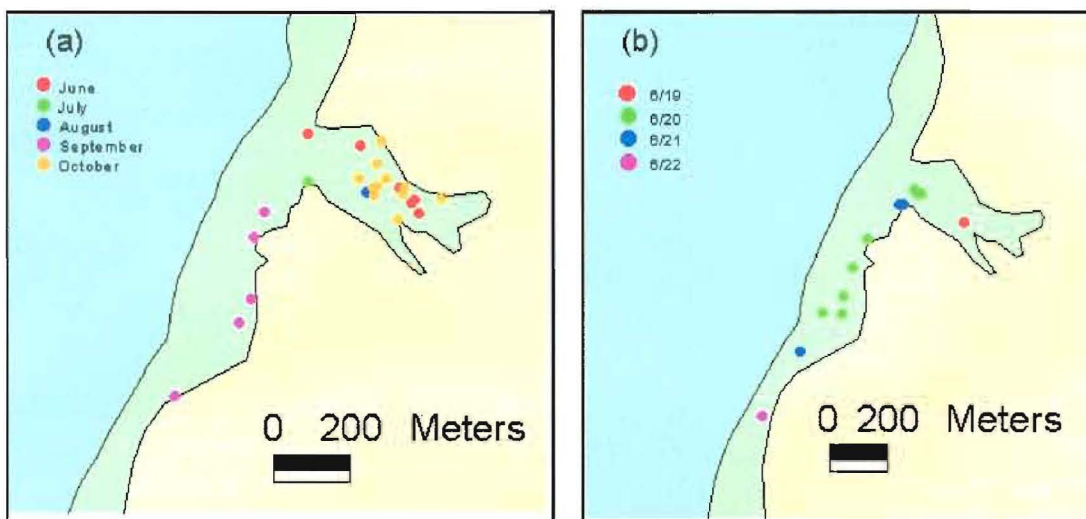 (a)
June
July
August
September
October
0 200 Meters
(b)
6/19
6/20
6/21
6/22
0 200 Meters